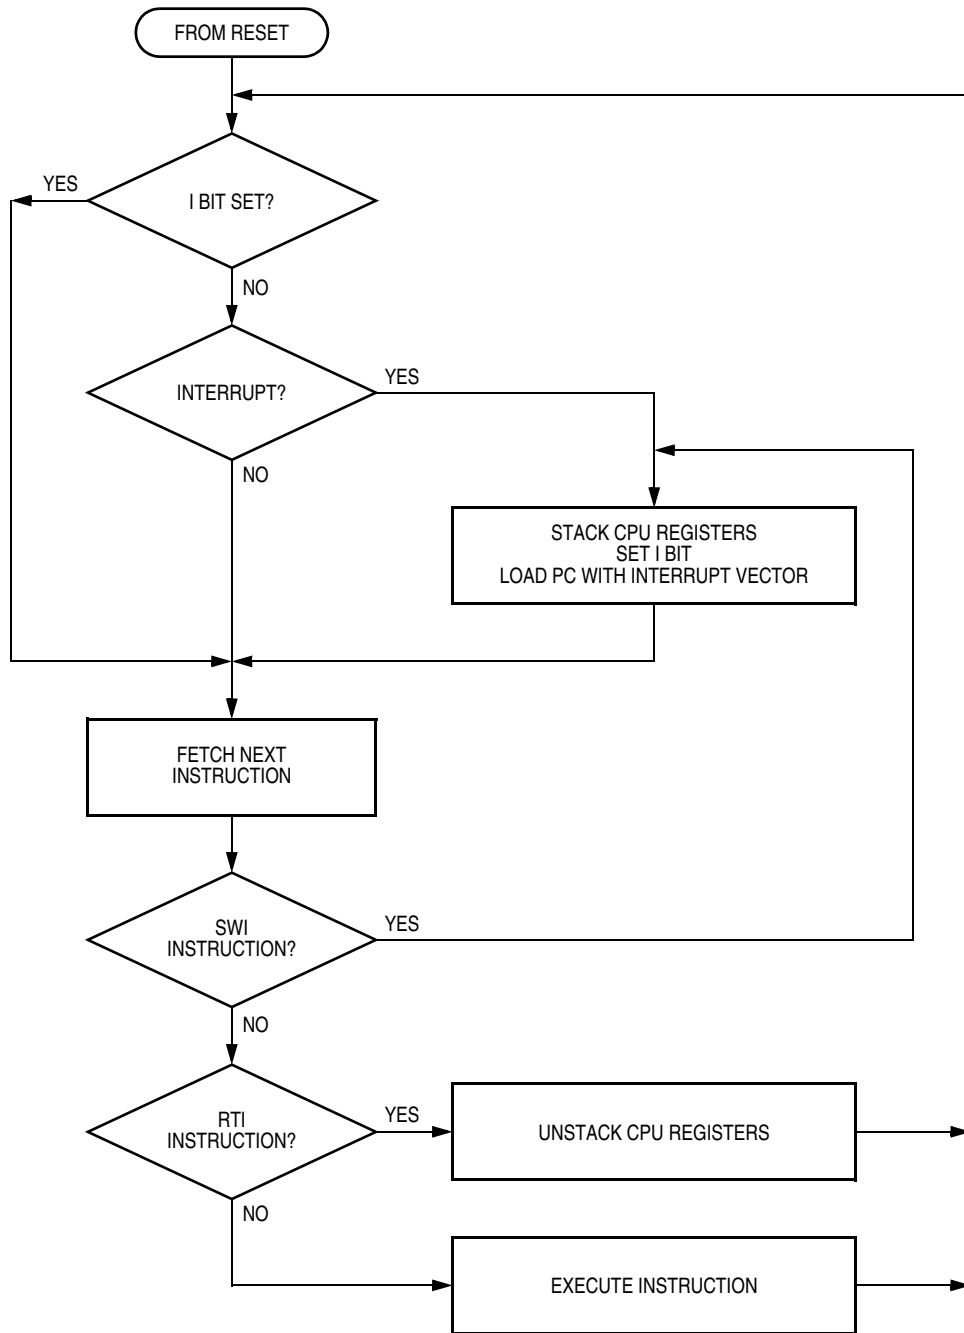 FROM RESET
YES
I BIT SET?
NO
INTERRUPT?
YES
NO
STACK CPU REGISTERS
SET I BIT
LOAD PC WITH INTERRUPT VECTOR
FETCH NEXT
INSTRUCTION
SWI
INSTRUCTION?
YES
NO
RTI
INSTRUCTION?
YES
UNSTACK CPU REGISTERS
NO
EXECUTE INSTRUCTION